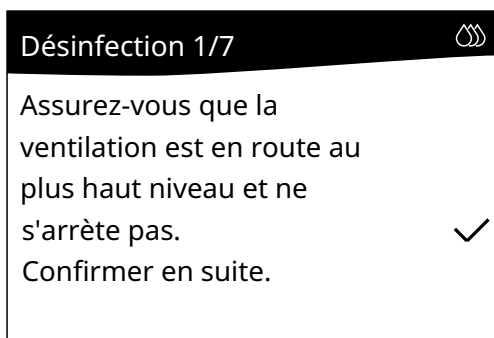 Désinfection 1/7
Assurez-vous que la
ventilation est en route au
plus haut niveau et ne
s'arrète pas.
Confirmer en suite.